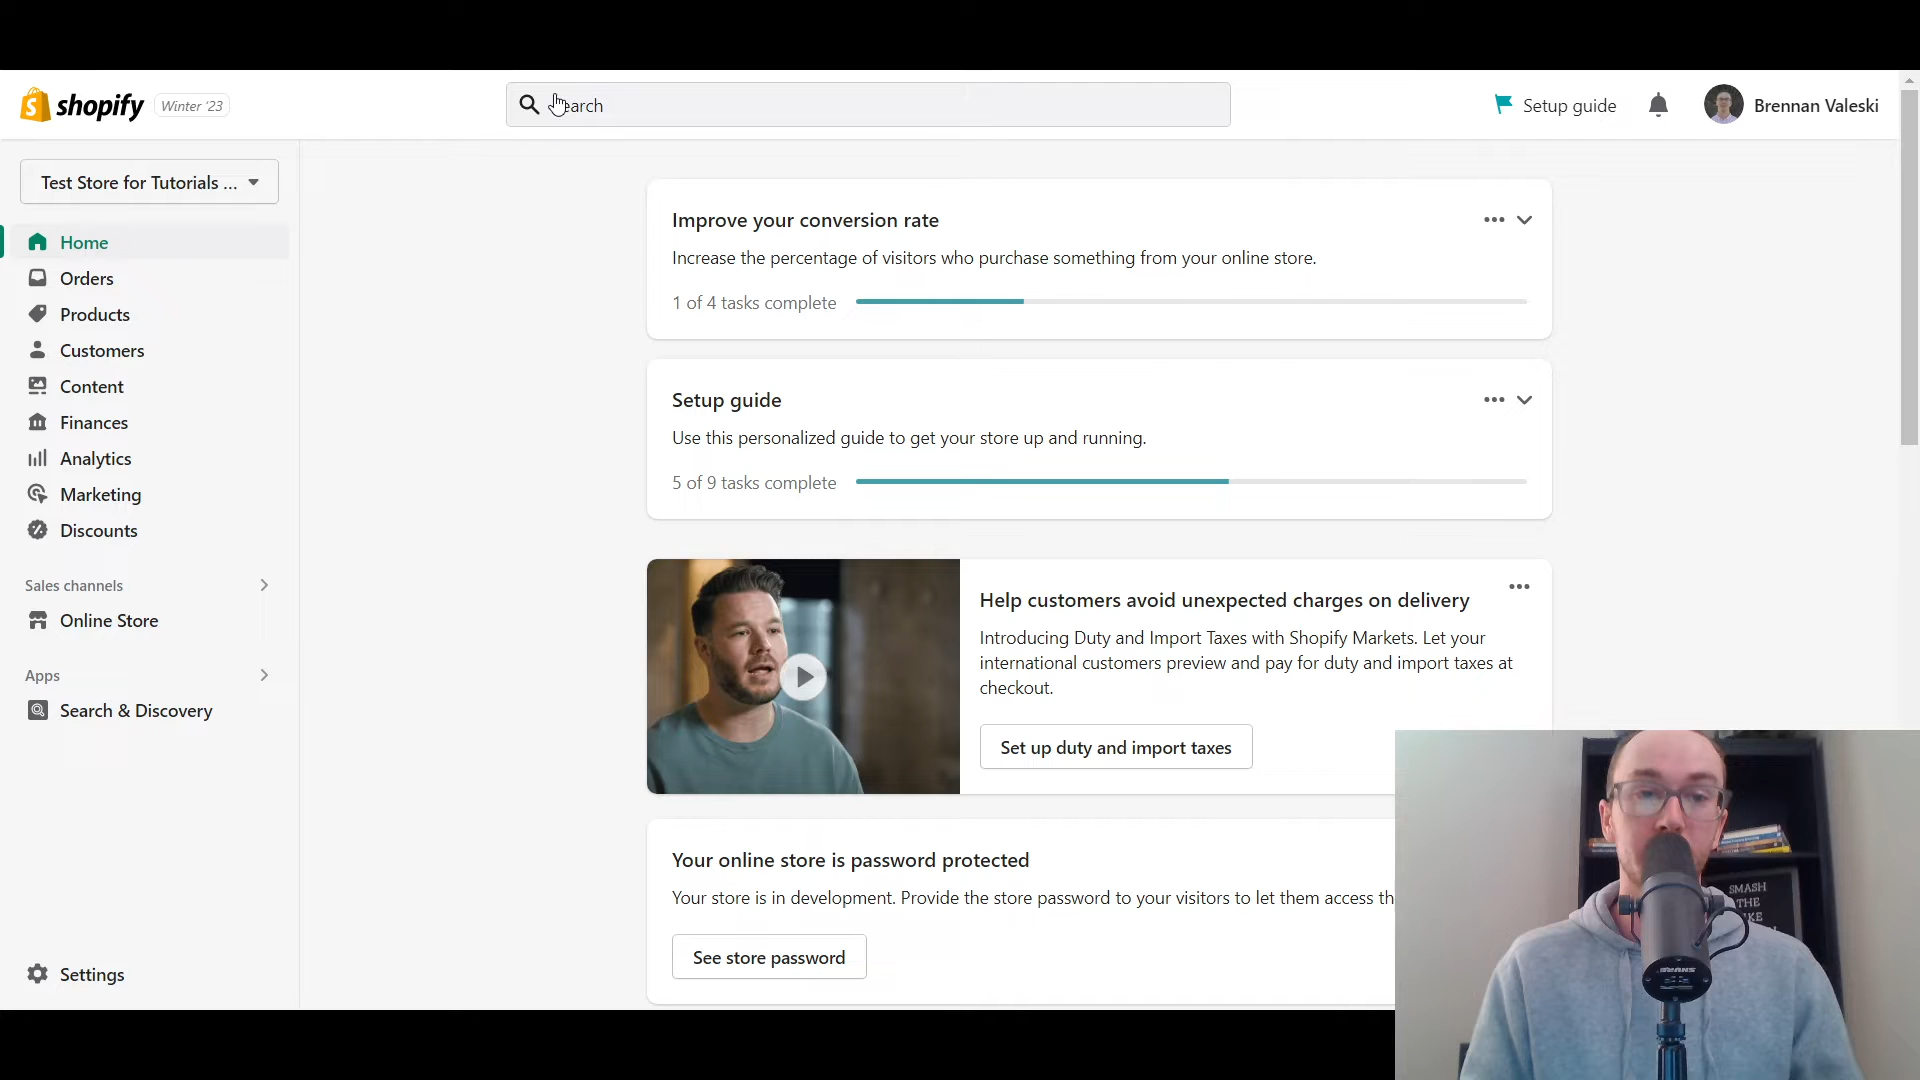 shopify
Winter '23
earch
Setup guide
Brennan Valeski
Test Store for Tutorials ...
Home
Orders
Products
Customers
Content
Finances
Analytics
Marketing
Discounts
Sales channels
Online Store
Apps
Search & Discovery
Settings
Improve your conversion rate
Increase the percentage of visitors who purchase something from your online store.
1 of 4 tasks complete
Setup guide
Use this personalized guide to get your store up and running.
5 of 9 tasks complete
Help customers avoid unexpected charges on delivery
Introducing Duty and Import Taxes with Shopify Markets. Let your
international customers preview and pay for duty and import taxes at
checkout.
Set up duty and import taxes
Your online store is password protected
Your store is in development. Provide the store password to your visitors to let them access th
See store password
SMASH
THE
IKE
SHURE